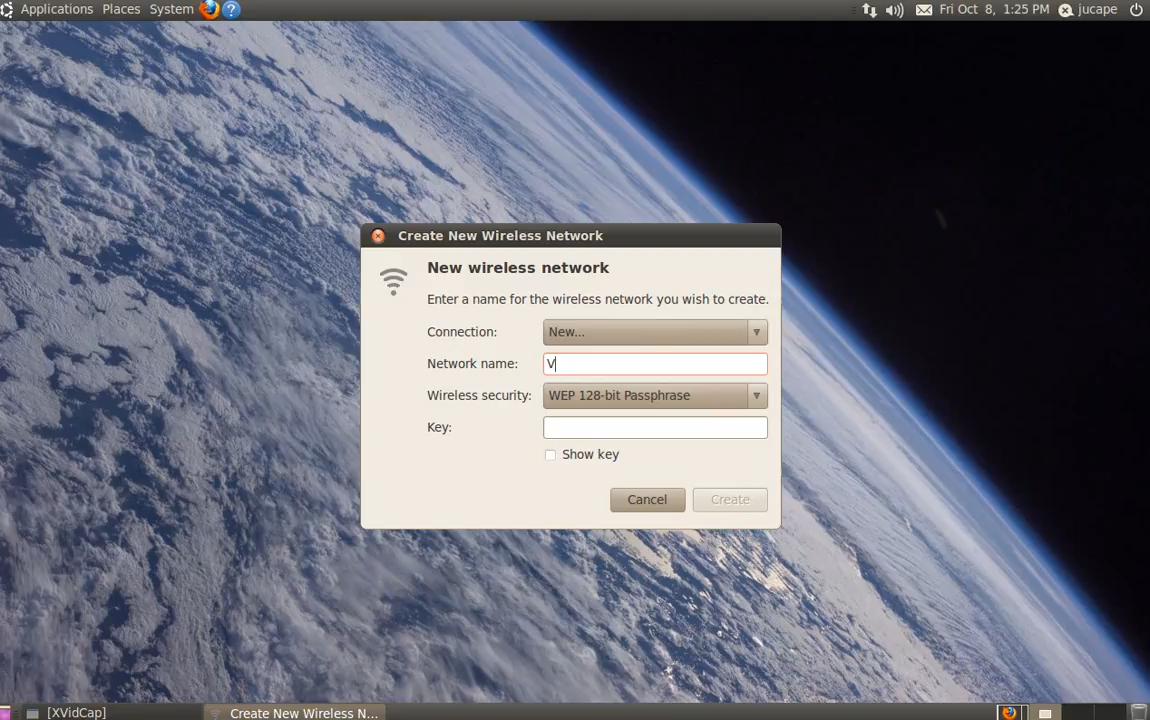 Applications Places System ?
Fri Oct 8, 1:25 PM jucape
Create New Wireless Network
New wireless network
Enter a name for the wireless network you wish to create.
Connection: New...
Network name: V
Wireless security: WEP 128-bit Passphrase
Key:
Show key
Cancel Create
[XVidCap] Create New Wireless N...